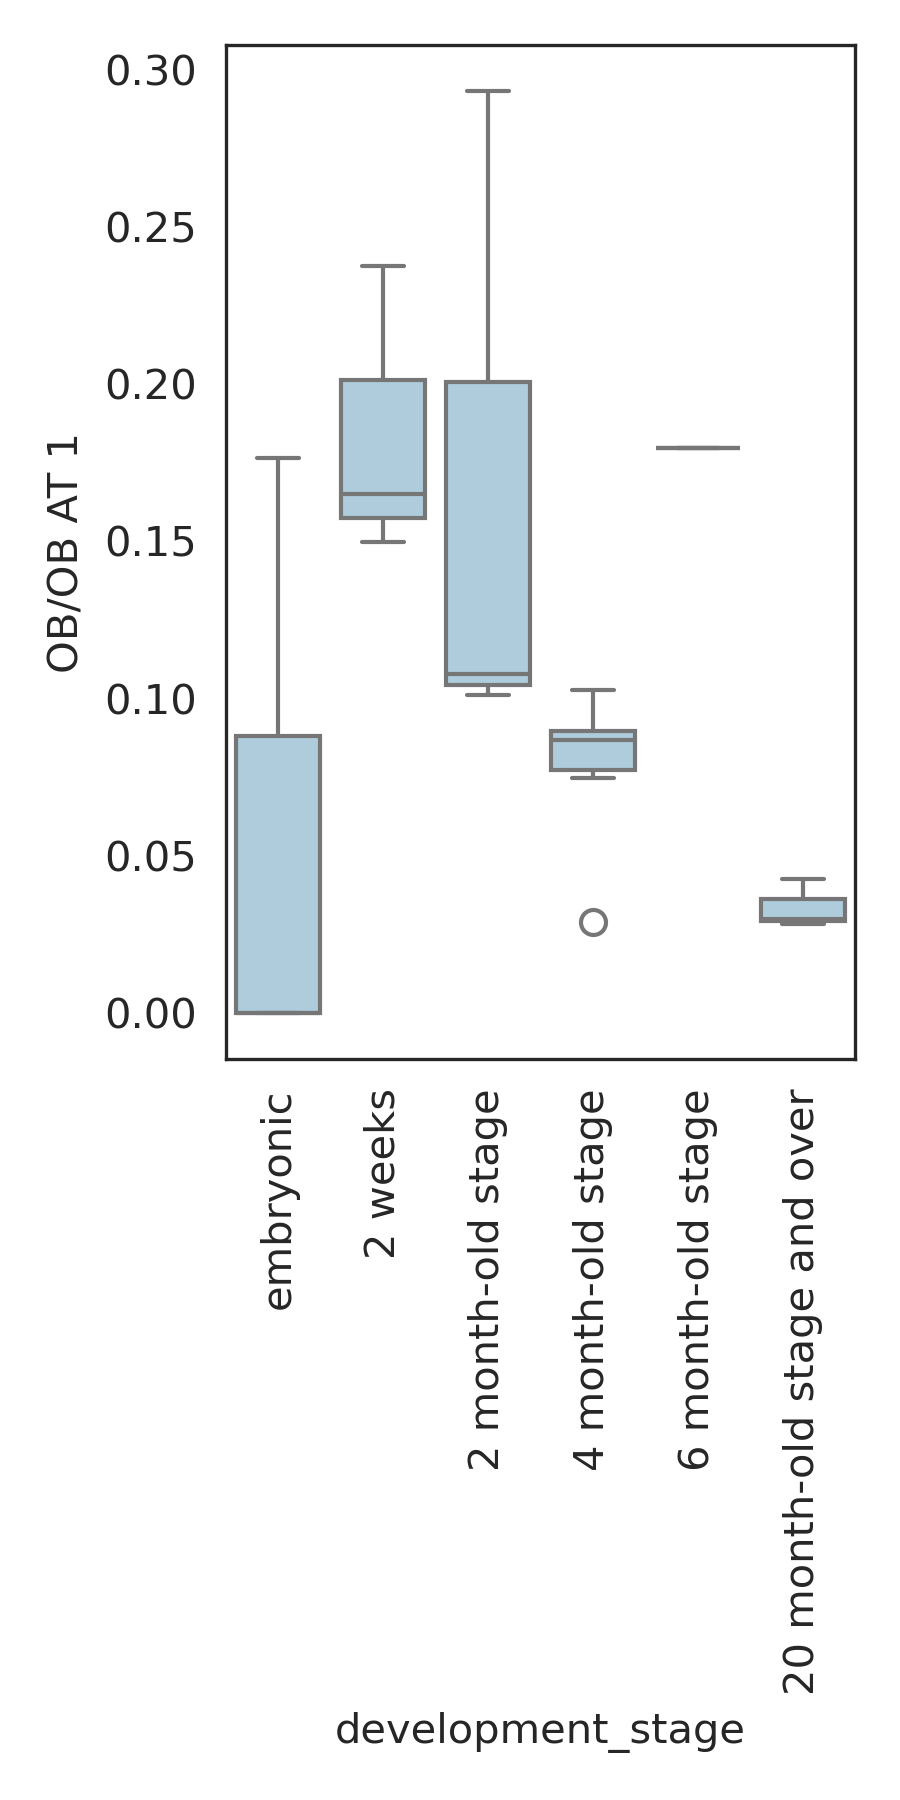 0.30
0.25
0.20
0.15
0.10
0.05
0.00
OB/OB AT 1
embryonic
2 weeks
2 month-old stage
4 month-old stage
6 month-old stage
20 month-old stage and over
development_stage